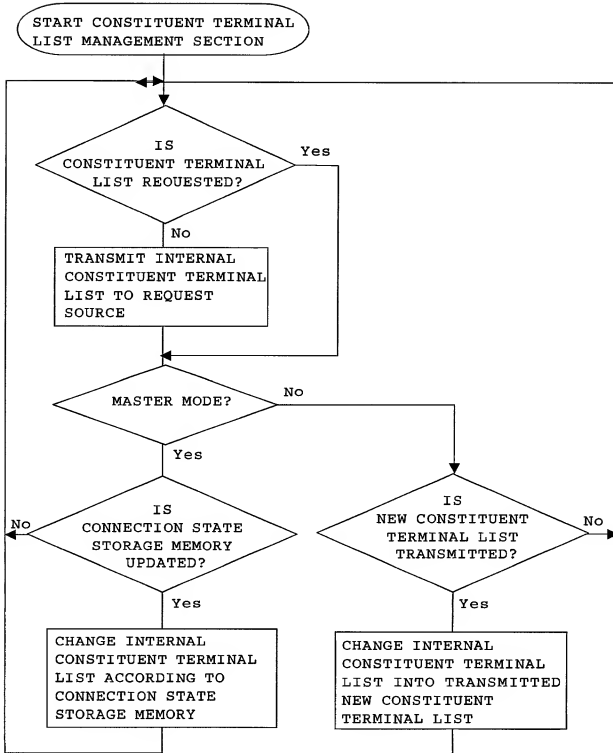 START CONSTITUENT TERMINAL
LIST MANAGEMENT SECTION
IS
CONSTITUENT TERMINAL
LIST REOUESTED?
Yes
No
TRANSMIT INTERNAL
CONSTITUENT TERMINAL
LIST TO REQUEST
SOURCE
MASTER MODE?
No
Yes
IS
CONNECTION STATE
STORAGE MEMORY
UPDATED?
No
Yes
IS
NEW CONSTITUENT
TERMINAL LIST
TRANSMITTED?
No
Yes
CHANGE INTERNAL
CONSTITUENT TERMINAL
LIST ACCORDING TO
CONNECTION STATE
STORAGE MEMORY
CHANGE INTERNAL
CONSTITUENT TERMINAL
LIST INTO TRANSMITTED
NEW CONSTITUENT
TERMINAL LIST